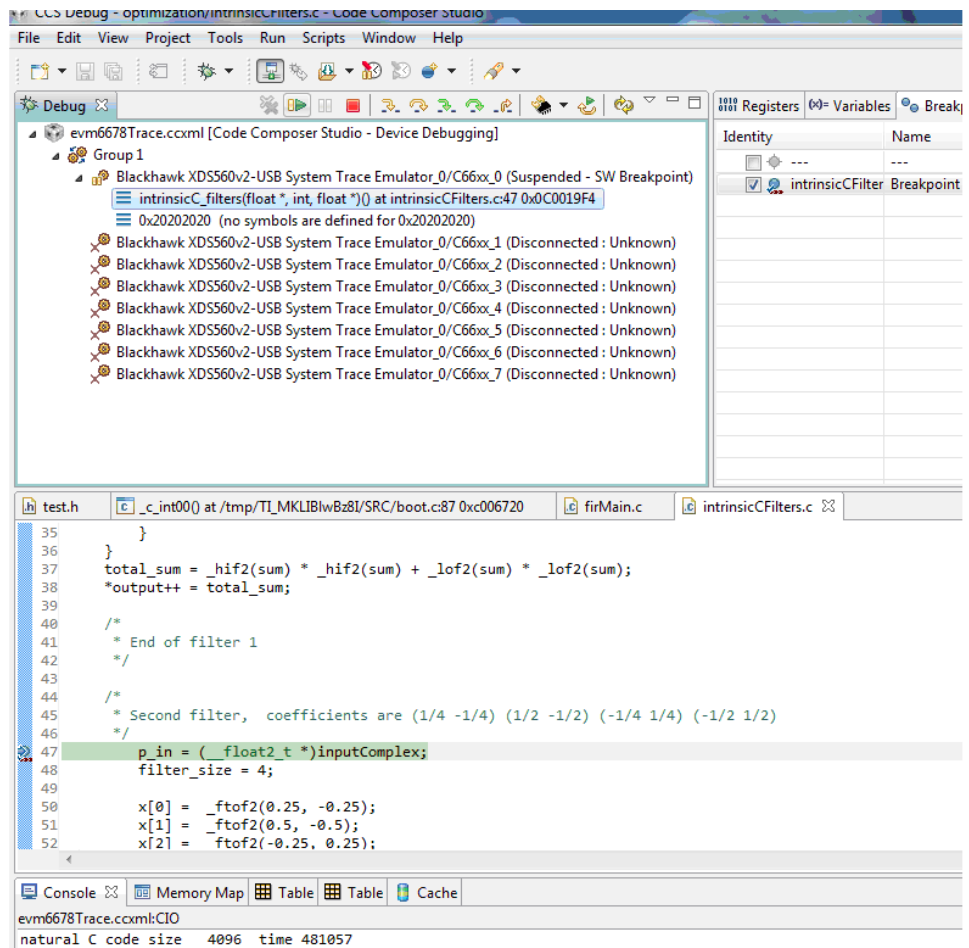 CCS Debug - optimization/intrinsicCFilters.c - Code Composer Studio
File Edit View Project Tools Run Scripts Window Help
Debug
evm6678Trace.ccxml [Code Composer Studio - Device Debugging]
Group 1
Blackhawk XDS560v2-USB System Trace Emulator_0/C66xx_0 (Suspended - SW Breakpoint)
intrinsicC_filters(float *, int, float *)() at intrinsicCFilters.c:47 0x0C0019F4
0x20202020 (no symbols are defined for 0x20202020)
Blackhawk XDS560v2-USB System Trace Emulator_0/C66xx_1 (Disconnected : Unknown)
Blackhawk XDS560v2-USB System Trace Emulator_0/C66xx_2 (Disconnected : Unknown)
Blackhawk XDS560v2-USB System Trace Emulator_0/C66xx_3 (Disconnected : Unknown)
Blackhawk XDS560v2-USB System Trace Emulator_0/C66xx_4 (Disconnected : Unknown)
Blackhawk XDS560v2-USB System Trace Emulator_0/C66xx_5 (Disconnected : Unknown)
Blackhawk XDS560v2-USB System Trace Emulator_0/C66xx_6 (Disconnected : Unknown)
Blackhawk XDS560v2-USB System Trace Emulator_0/C66xx_7 (Disconnected : Unknown)
1010 0101 Registers (x)= Variables Break
Identity Name
--- ---
intrinsicCFilter Breakpoint
test.h _c_int00() at /tmp/TI_MKLIBlwBz8I/SRC/boot.c:87 0xc006720 firMain.c intrinsicCFilters.c
35 }
36 }
37 total_sum = _hif2(sum) * _hif2(sum) + _lof2(sum) * _lof2(sum);
38 *output++ = total_sum;
39
40 /*
41 * End of filter 1
42 */
43
44 /*
45 * Second filter, coefficients are (1/4 -1/4) (1/2 -1/2) (-1/4 1/4) (-1/2 1/2)
46 */
47 p_in = (__float2_t *)inputComplex;
48 filter_size = 4;
49
50 x[0] = _ftof2(0.25, -0.25);
51 x[1] = _ftof2(0.5, -0.5);
52 x[2] = _ftof2(-0.25, 0.25);
Console Memory Map Table Table Cache
evm6678Trace.ccxml:CIO
natural C code size 4096 time 481057